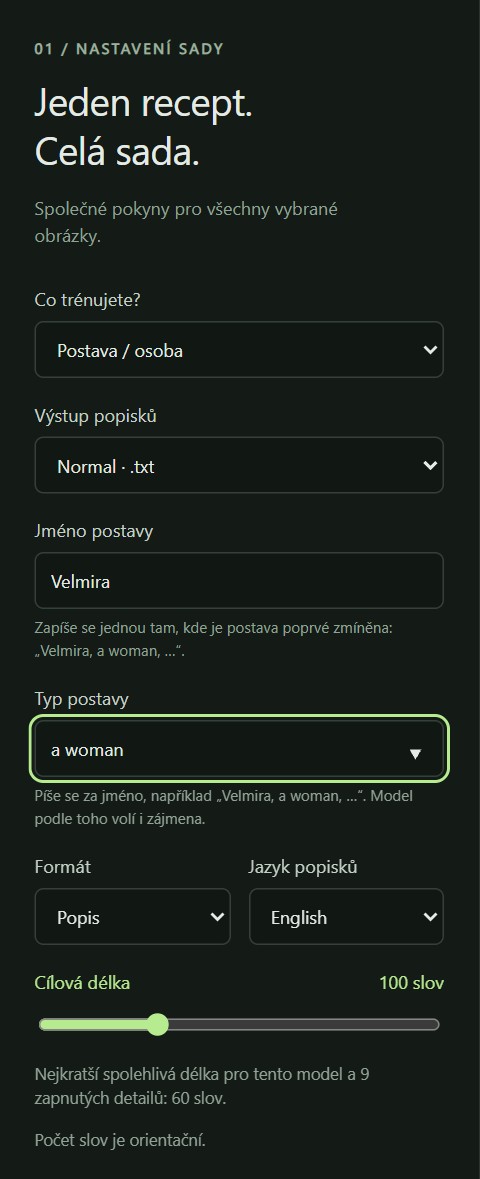 01 / NASTAVENÍ SADY
Jeden recept.
Celá sada.
Společné pokyny pro všechny vybrané
obrázky.
Co trénujete?
Postava / osoba
Výstup popisků
Normal · .txt
Jméno postavy
Velmira
Zapíše se jednou tam, kde je postava poprvé zmíněna:
„Velmira, a woman, …“.
Typ postavy
a woman
Píše se za jméno, například „Velmira, a woman, …“. Model
podle toho volí i zájmena.
Formát Jazyk popisků
Popis English
Cílová délka 100 slov
Nejkratší spolehlivá délka pro tento model a 9
zapnutých detailů: 60 slov.
Počet slov je orientační.